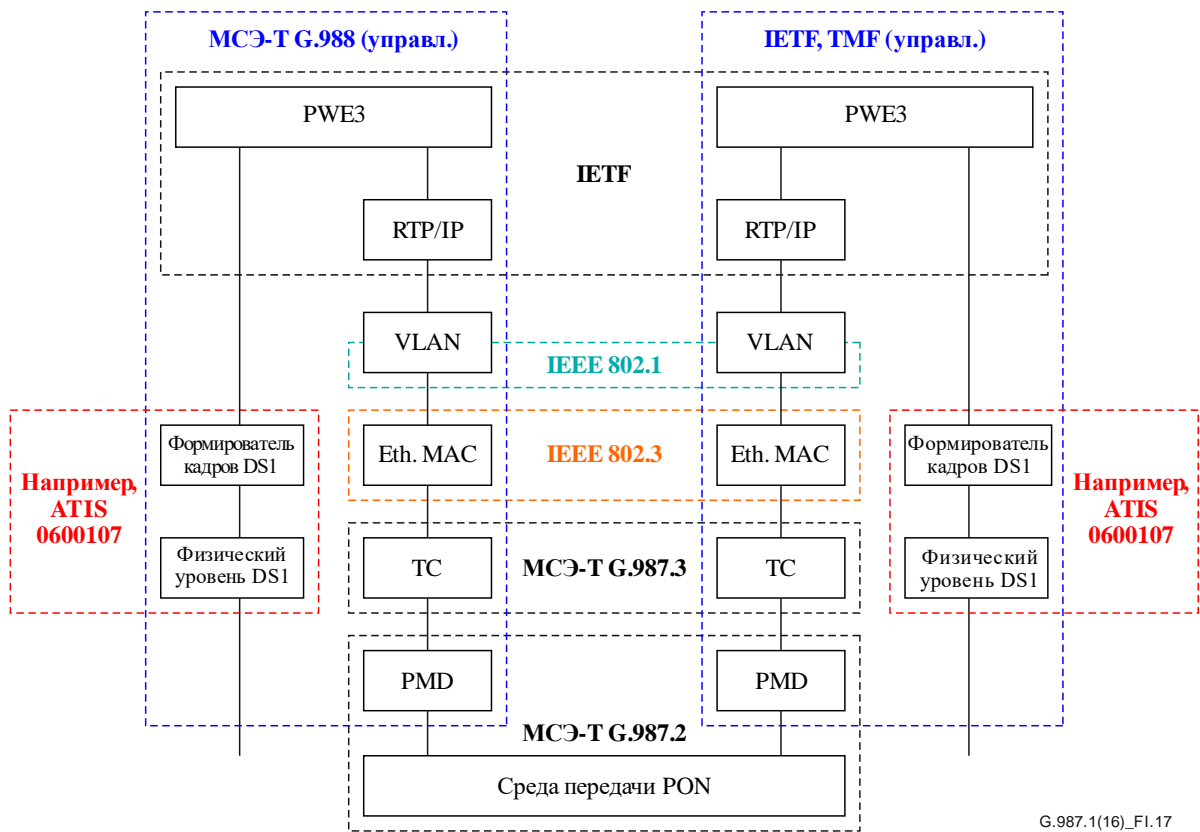 МСЭ-Т G.988 (управл.)
IETF, TMF (управл.)
PWE3
PWE3
IETF
RTP/IP
RTP/IP
VLAN
VLAN
IEEE 802.1
Формирователь
кадров DS1
Eth. MAC
IEEE 802.3
Eth. MAC
Формирователь
кадров DS1
Например,
ATIS
0600107
Например,
ATIS
0600107
Физический
уровень DS1
TC
МСЭ-Т G.987.3
TC
Физический
уровень DS1
PMD
PMD
МСЭ-Т G.987.2
Среда передачи PON
G.987.1(16)_FI.17